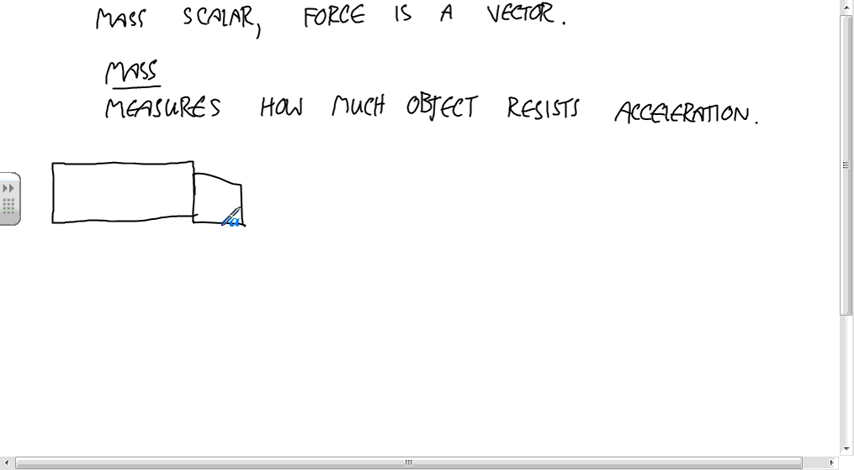 MASS SCALAR, FORCE IS A VECTOR.
MASS
MEASURES HOW MUCH OBJECT RESISTS ACCELERATION.